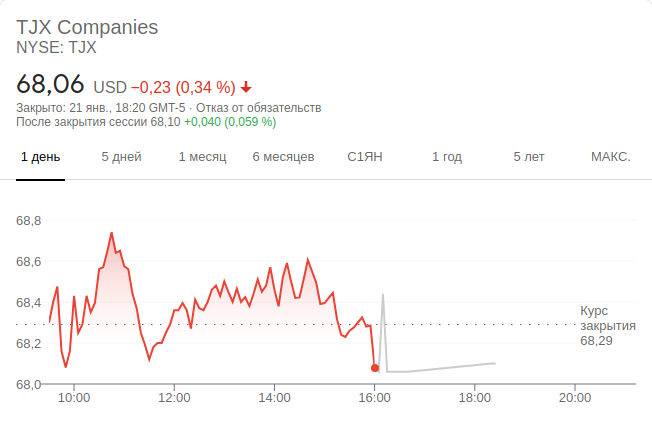 TJX Companies
NYSE: TJX
68,06 USD −0,23 (0,34 %)
Закрыто: 21 янв., 18:20 GMT-5 · Отказ от обязательств
После закрытия сессии 68,10 +0,040 (0,059 %)
1 день 5 дней 1 месяц 6 месяцев С1ЯН 1 год 5 лет МАКС.
68,8
68,6
68,4
Курс
закрытия
68,29
68,2
68,0
10:00 12:00 14:00 16:00 18:00 20:00